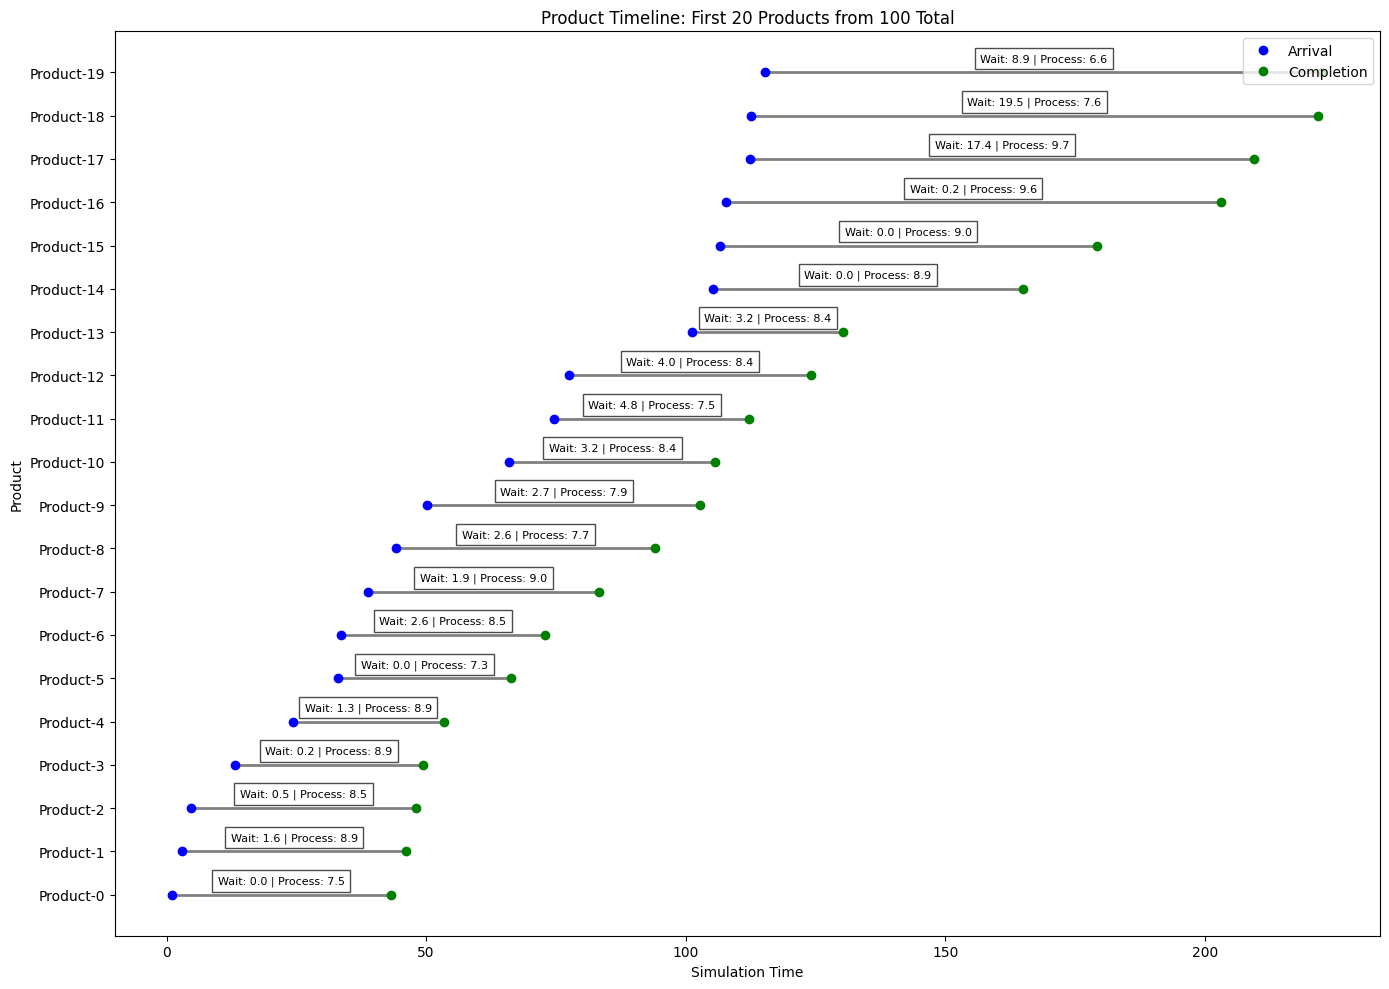 Product Timeline: First 20 Products from 100 Total
Arrival
Completion
Product-19
Wait: 8.9 | Process: 6.6
Product-18
Wait: 19.5 | Process: 7.6
Product-17
Wait: 17.4 | Process: 9.7
Product-16
Wait: 0.2 | Process: 9.6
Product-15
Wait: 0.0 | Process: 9.0
Product-14
Wait: 0.0 | Process: 8.9
Product-13
Wait: 3.2 | Process: 8.4
Product-12
Wait: 4.0 | Process: 8.4
Product-11
Wait: 4.8 | Process: 7.5
Product-10
Wait: 3.2 | Process: 8.4
Product-9
Wait: 2.7 | Process: 7.9
Product-8
Wait: 2.6 | Process: 7.7
Product-7
Wait: 1.9 | Process: 9.0
Product-6
Wait: 2.6 | Process: 8.5
Product-5
Wait: 0.0 | Process: 7.3
Product-4
Wait: 1.3 | Process: 8.9
Product-3
Wait: 0.2 | Process: 8.9
Product-2
Wait: 0.5 | Process: 8.5
Product-1
Wait: 1.6 | Process: 8.9
Product-0
Wait: 0.0 | Process: 7.5
Product
0 50 100 150 200
Simulation Time